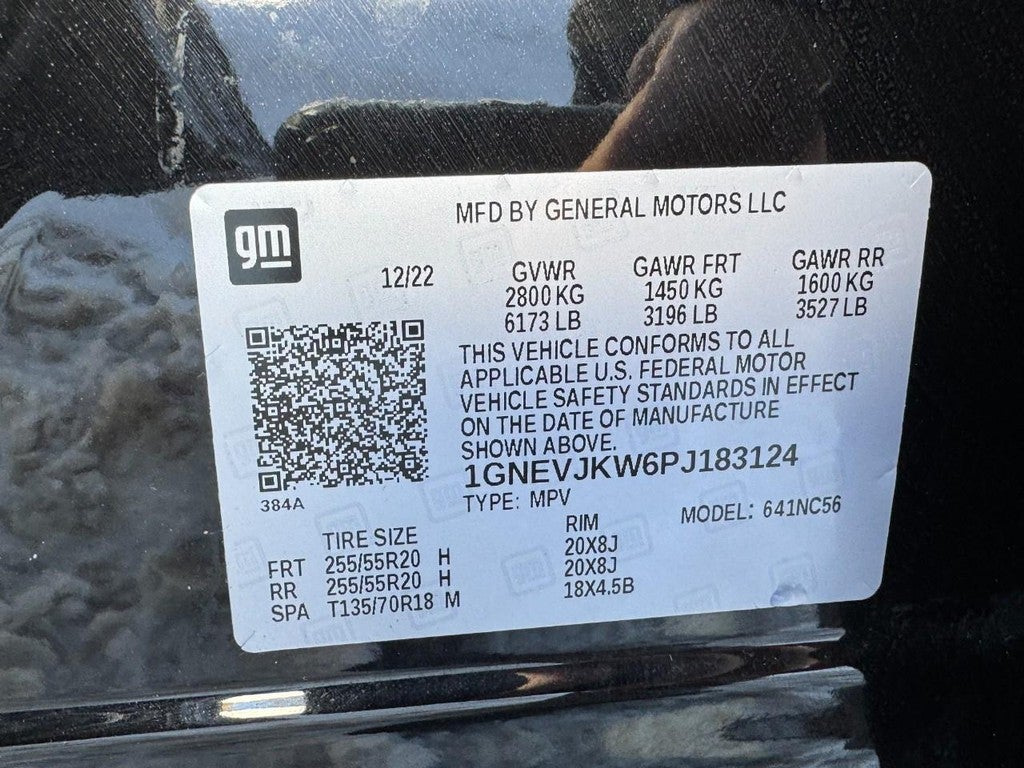 MFD BY GENERAL MOTORS LLC
gm
12/22
GVWR GAWR FRT GAWR RR
2800 KG 1450 KG 1600 KG
6173 LB 3196 LB 3527 LB
THIS VEHICLE CONFORMS TO ALL
APPLICABLE U.S. FEDERAL MOTOR
VEHICLE SAFETY STANDARDS IN EFFECT
ON THE DATE OF MANUFACTURE
SHOWN ABOVE.
1GNEVJKW6PJ183124
384A
TYPE: MPV MODEL: 641NC56
TIRE SIZE RIM
FRT 255/55R20 H 20X8J
RR 255/55R20 H 20X8J
SPA T135/70R18 M 18X4.5B